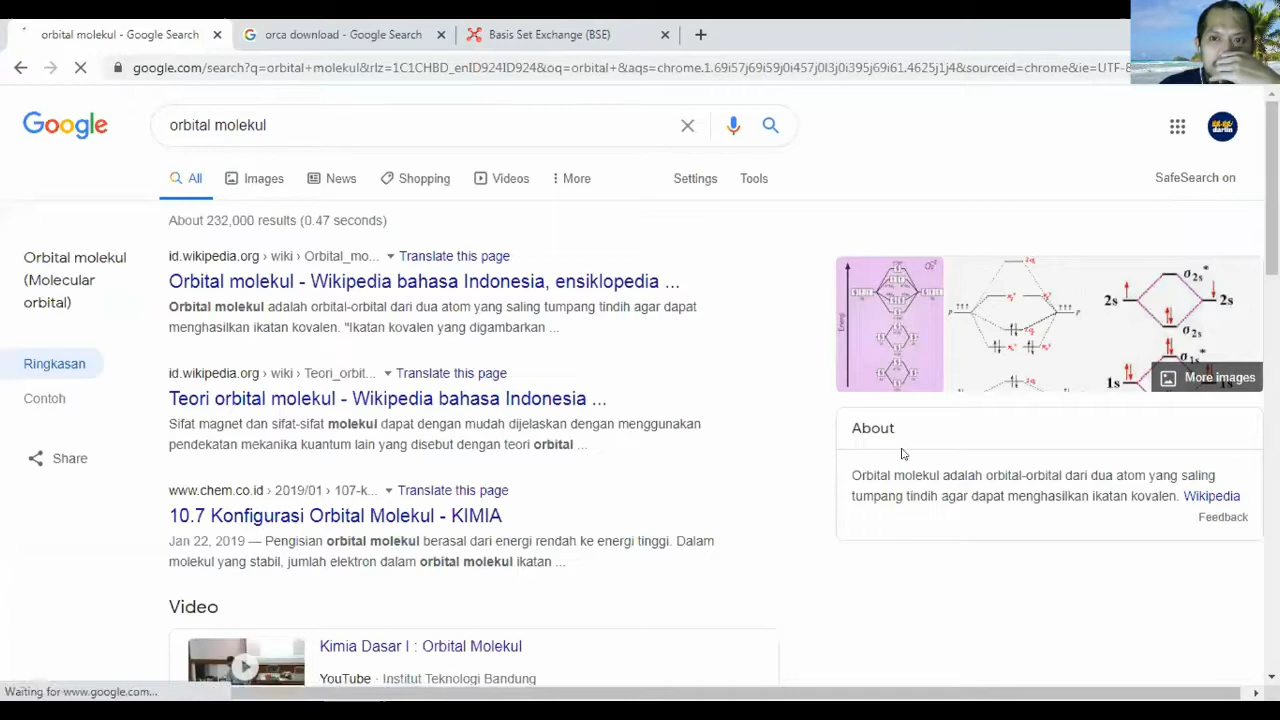 orbital molekul - Google Search
orca download - Google Search
Basis Set Exchange (BSE)
google.com/search?q=orbital+molekul&rlz=1C1CHBD_enID924ID924&oq=orbital+&aqs=chrome.1.69i57j69i59j0i457j0l3j0i395j69i61.4625j1j4&sourceid=chrome&ie=UTF-8
Google
orbital molekul
All
Images
News
Shopping
Videos
More
Settings
Tools
SafeSearch on
About 232,000 results (0.47 seconds)
Orbital molekul
(Molecular
orbital)
Ringkasan
Contoh
Share
id.wikipedia.org › wiki › Orbital_mo... Translate this page
Orbital molekul - Wikipedia bahasa Indonesia, ensiklopedia ...
Orbital molekul adalah orbital-orbital dari dua atom yang saling tumpang tindih agar dapat
menghasilkan ikatan kovalen. "Ikatan kovalen yang digambarkan ...
id.wikipedia.org › wiki › Teori_orbit... Translate this page
Teori orbital molekul - Wikipedia bahasa Indonesia ...
Sifat magnet dan sifat-sifat molekul dapat dengan mudah dijelaskan dengan menggunakan
pendekatan mekanika kuantum lain yang disebut dengan teori orbital ...
www.chem.co.id › 2019/01 › 107-k... Translate this page
10.7 Konfigurasi Orbital Molekul - KIMIA
Jan 22, 2019 — Pengisian orbital molekul berasal dari energi rendah ke energi tinggi. Dalam
molekul yang stabil, jumlah elektron dalam orbital molekul ikatan ...
Video
Kimia Dasar I : Orbital Molekul
YouTube · Institut Teknologi Bandung
2s
σ2s*
2s
σ2s
1s
1s
More images
About
Orbital molekul adalah orbital-orbital dari dua atom yang saling
tumpang tindih agar dapat menghasilkan ikatan kovalen. Wikipedia
Feedback
Waiting for www.google.com...